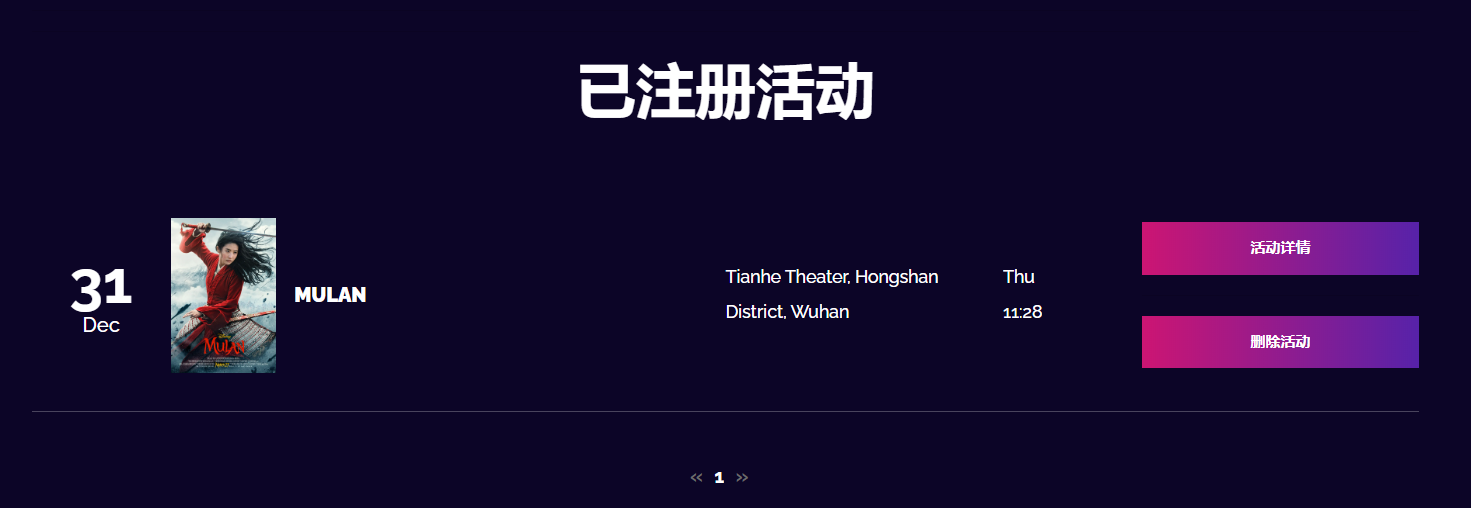 已注册活动
31
Dec
MULAN
MULAN
Tianhe Theater, Hongshan
District, Wuhan
Thu
11:28
活动详情
删除活动
« 1 »